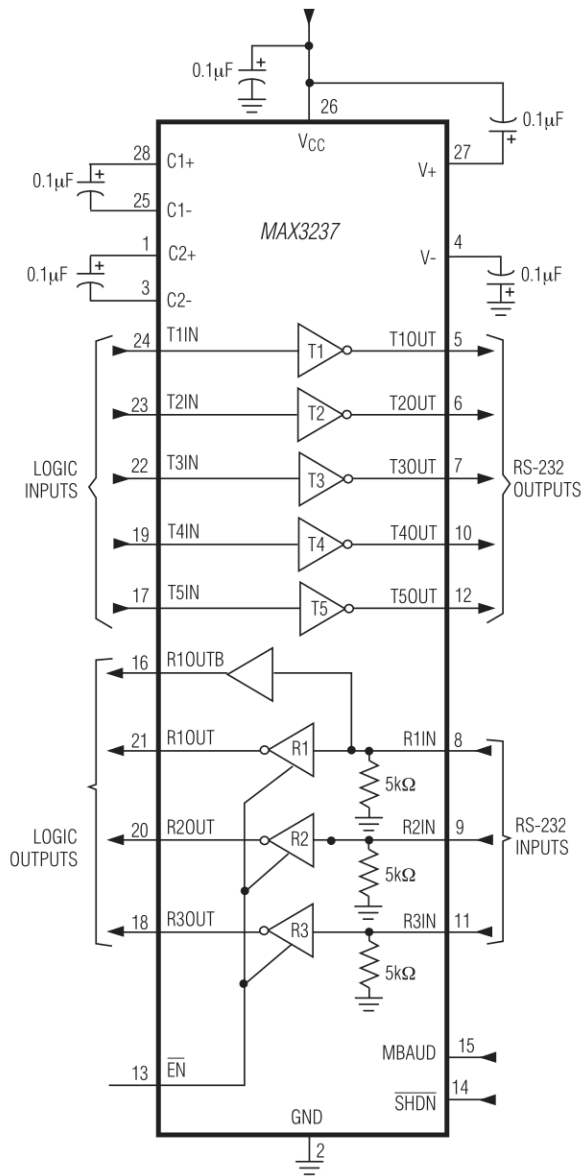 0.1µF +
26
+ 0.1µF
VCC
28 C1+
V+ 27
0.1µF +
25 C1-
MAX3237
1 C2+
V- 4
0.1µF +
3 C2-
0.1µF +
24 T1IN T1 T1OUT 5
23 T2IN T2 T2OUT 6
LOGIC INPUTS
22 T3IN T3 T3OUT 7
RS-232 OUTPUTS
19 T4IN T4 T4OUT 10
17 T5IN T5 T5OUT 12
16 R1OUTB
21 R1OUT R1 R1IN 8
5kΩ
LOGIC OUTPUTS
20 R2OUT R2 R2IN 9
RS-232 INPUTS
5kΩ
18 R3OUT R3 R3IN 11
5kΩ
MBAUD 15
13 E̅N̅
S̅H̅D̅N̅ 14
GND
2